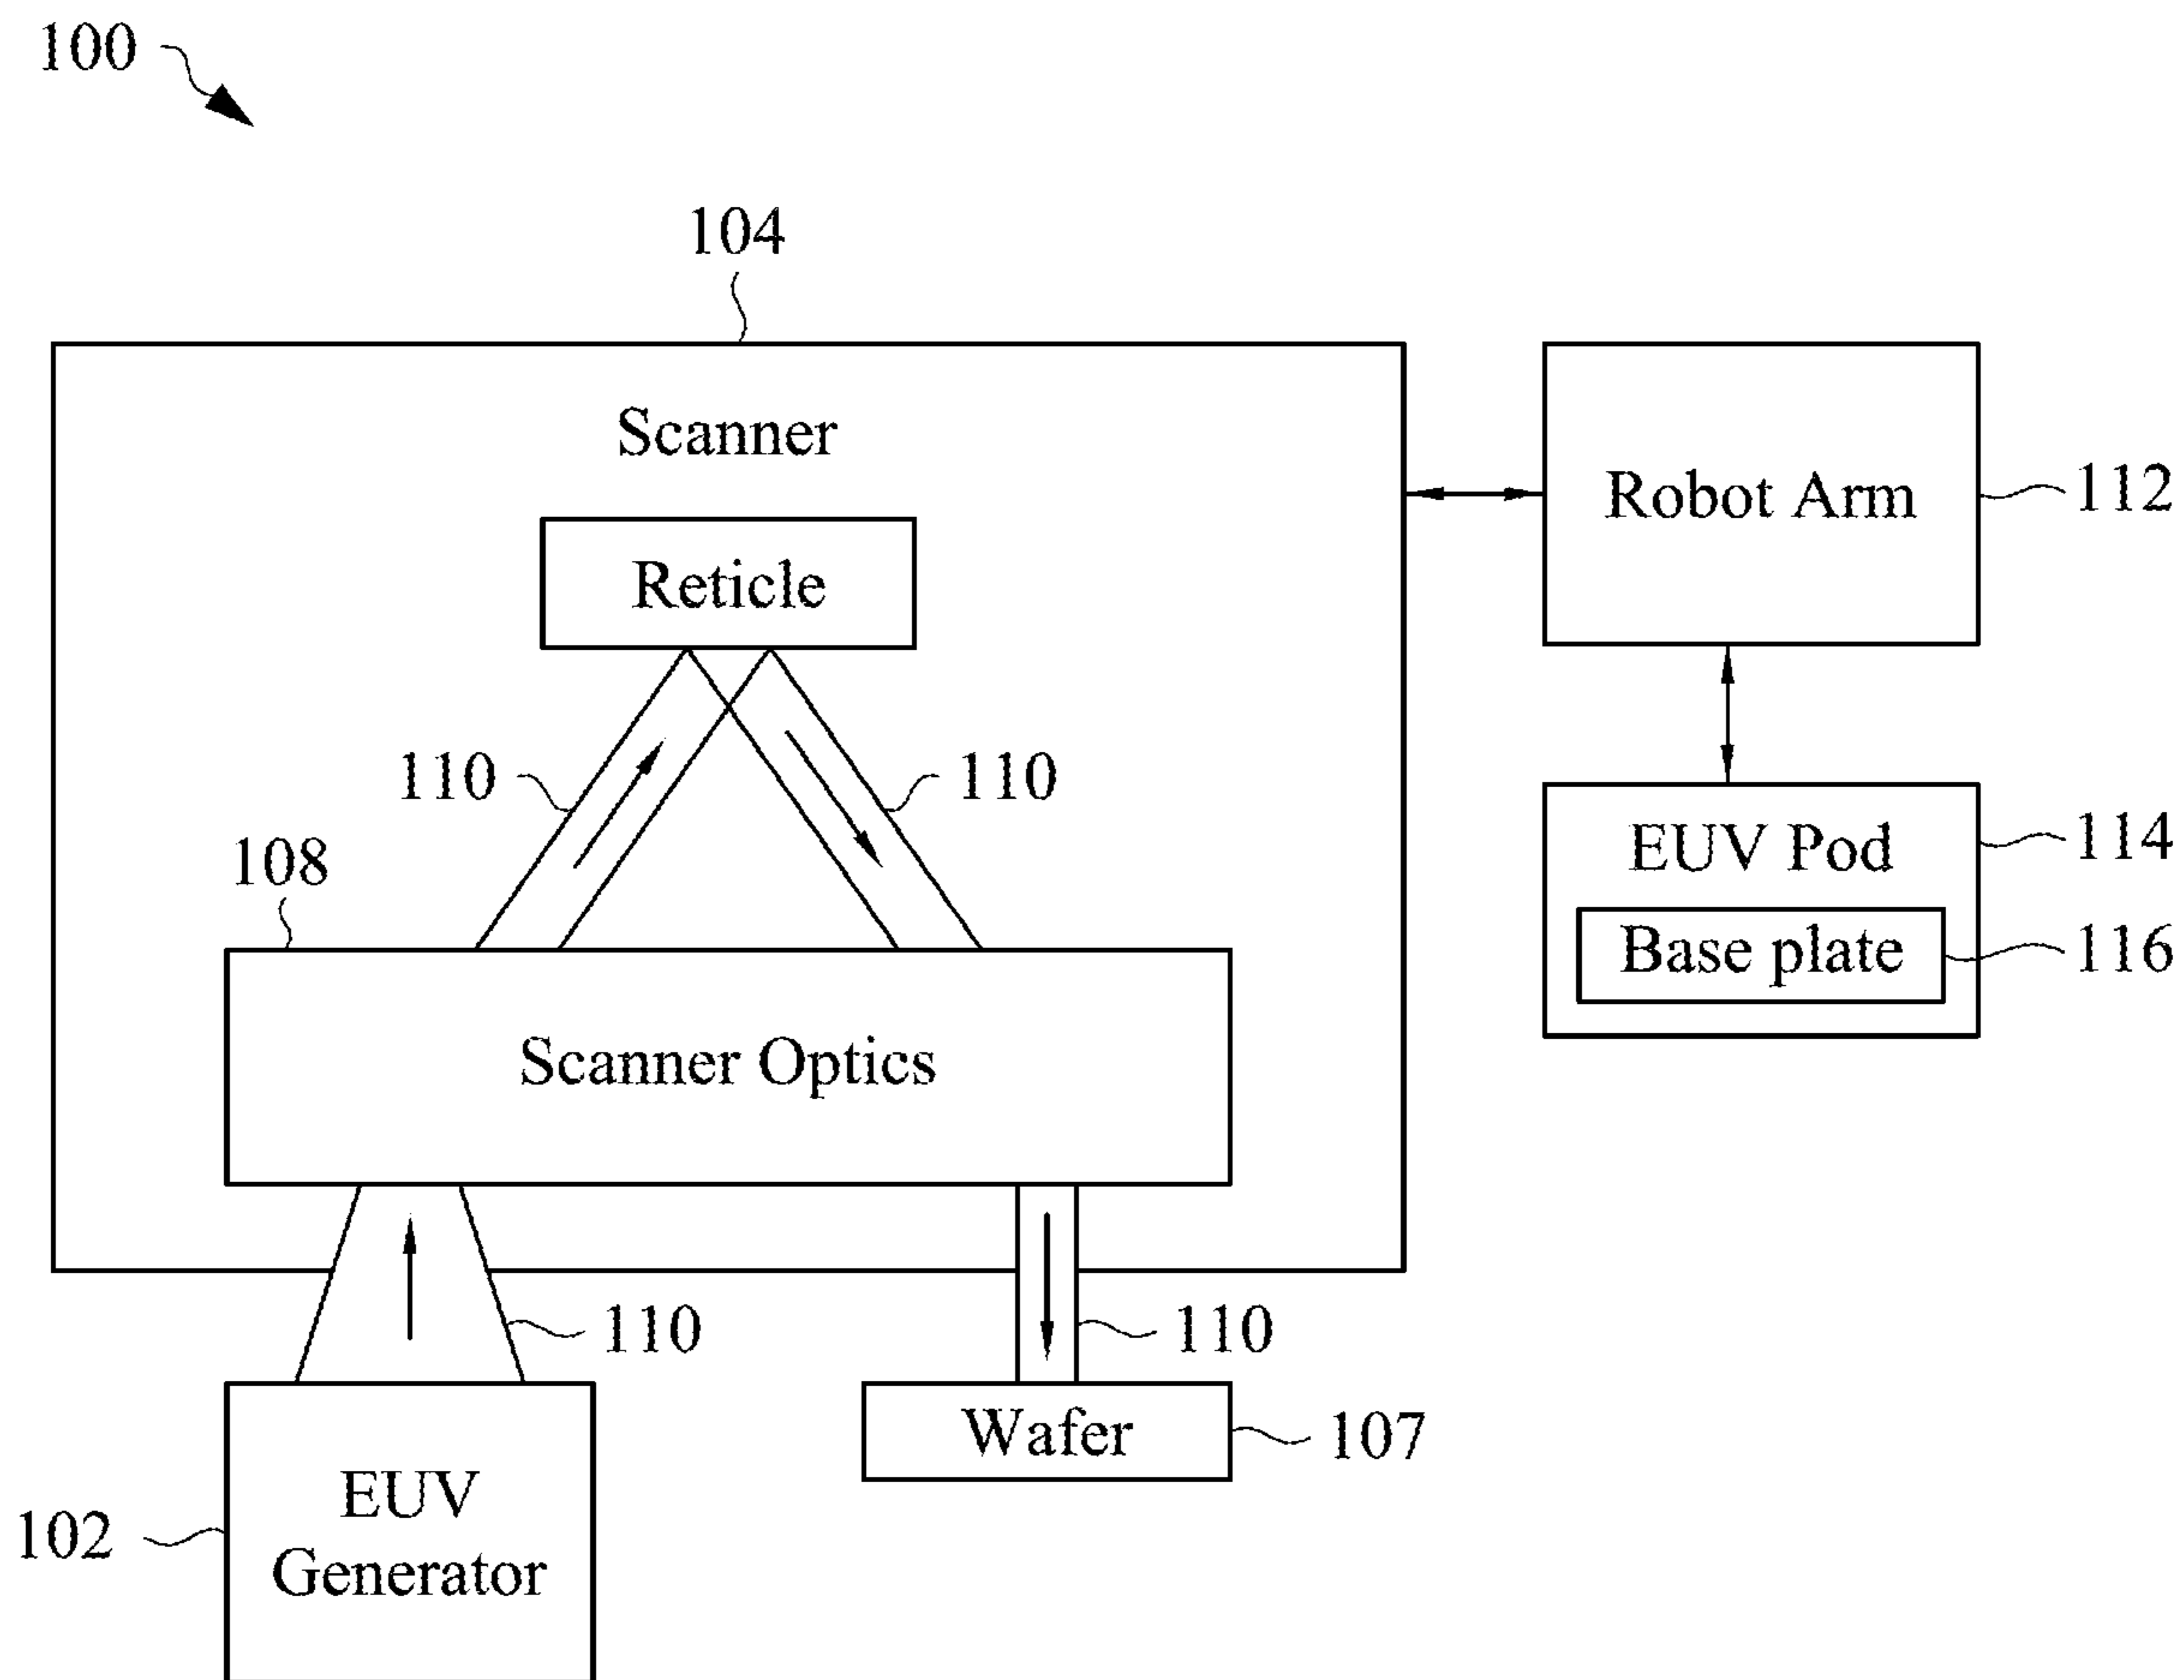 100
104
Scanner
Reticle
Robot Arm
112
110
110
EUV Pod
114
108
Base plate
116
Scanner Optics
110
110
Wafer
107
EUV
Generator
102